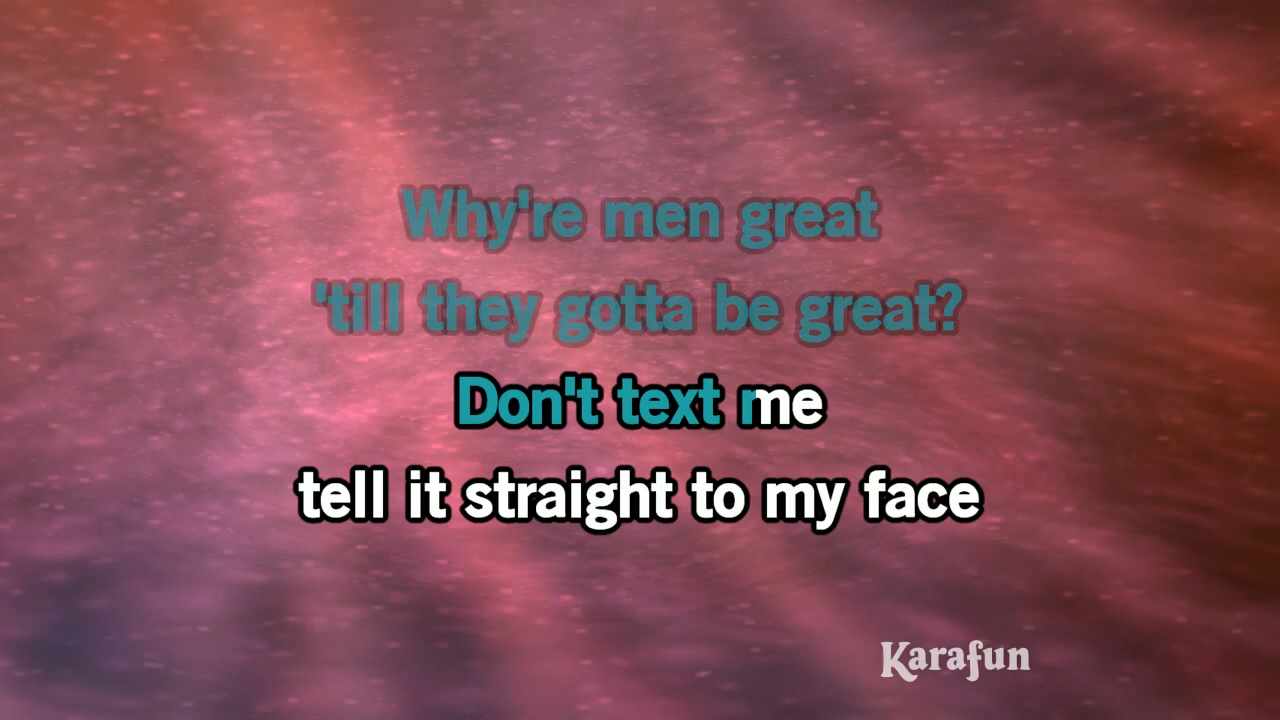 Why're men great
'till they gotta be great?
Don't text me
tell it straight to my face
Karafun